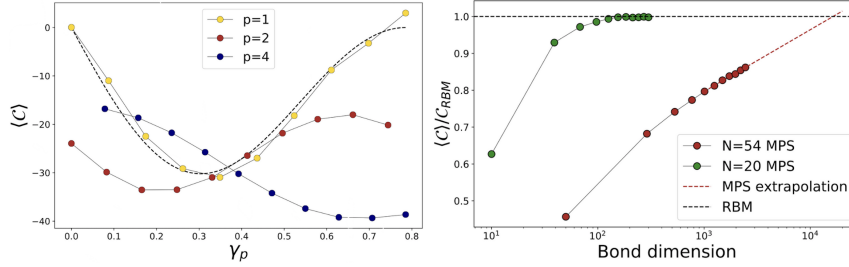 ⟨C⟩
0
−10
−20
−30
−40
0.0
0.1
0.2
0.3
0.4
0.5
0.6
0.7
0.8
γp
p=1
p=2
p=4
⟨C⟩/CRBM
1.0
0.9
0.8
0.7
0.6
0.5
10¹
10²
10³
10⁴
Bond dimension
N=54 MPS
N=20 MPS
MPS extrapolation
RBM